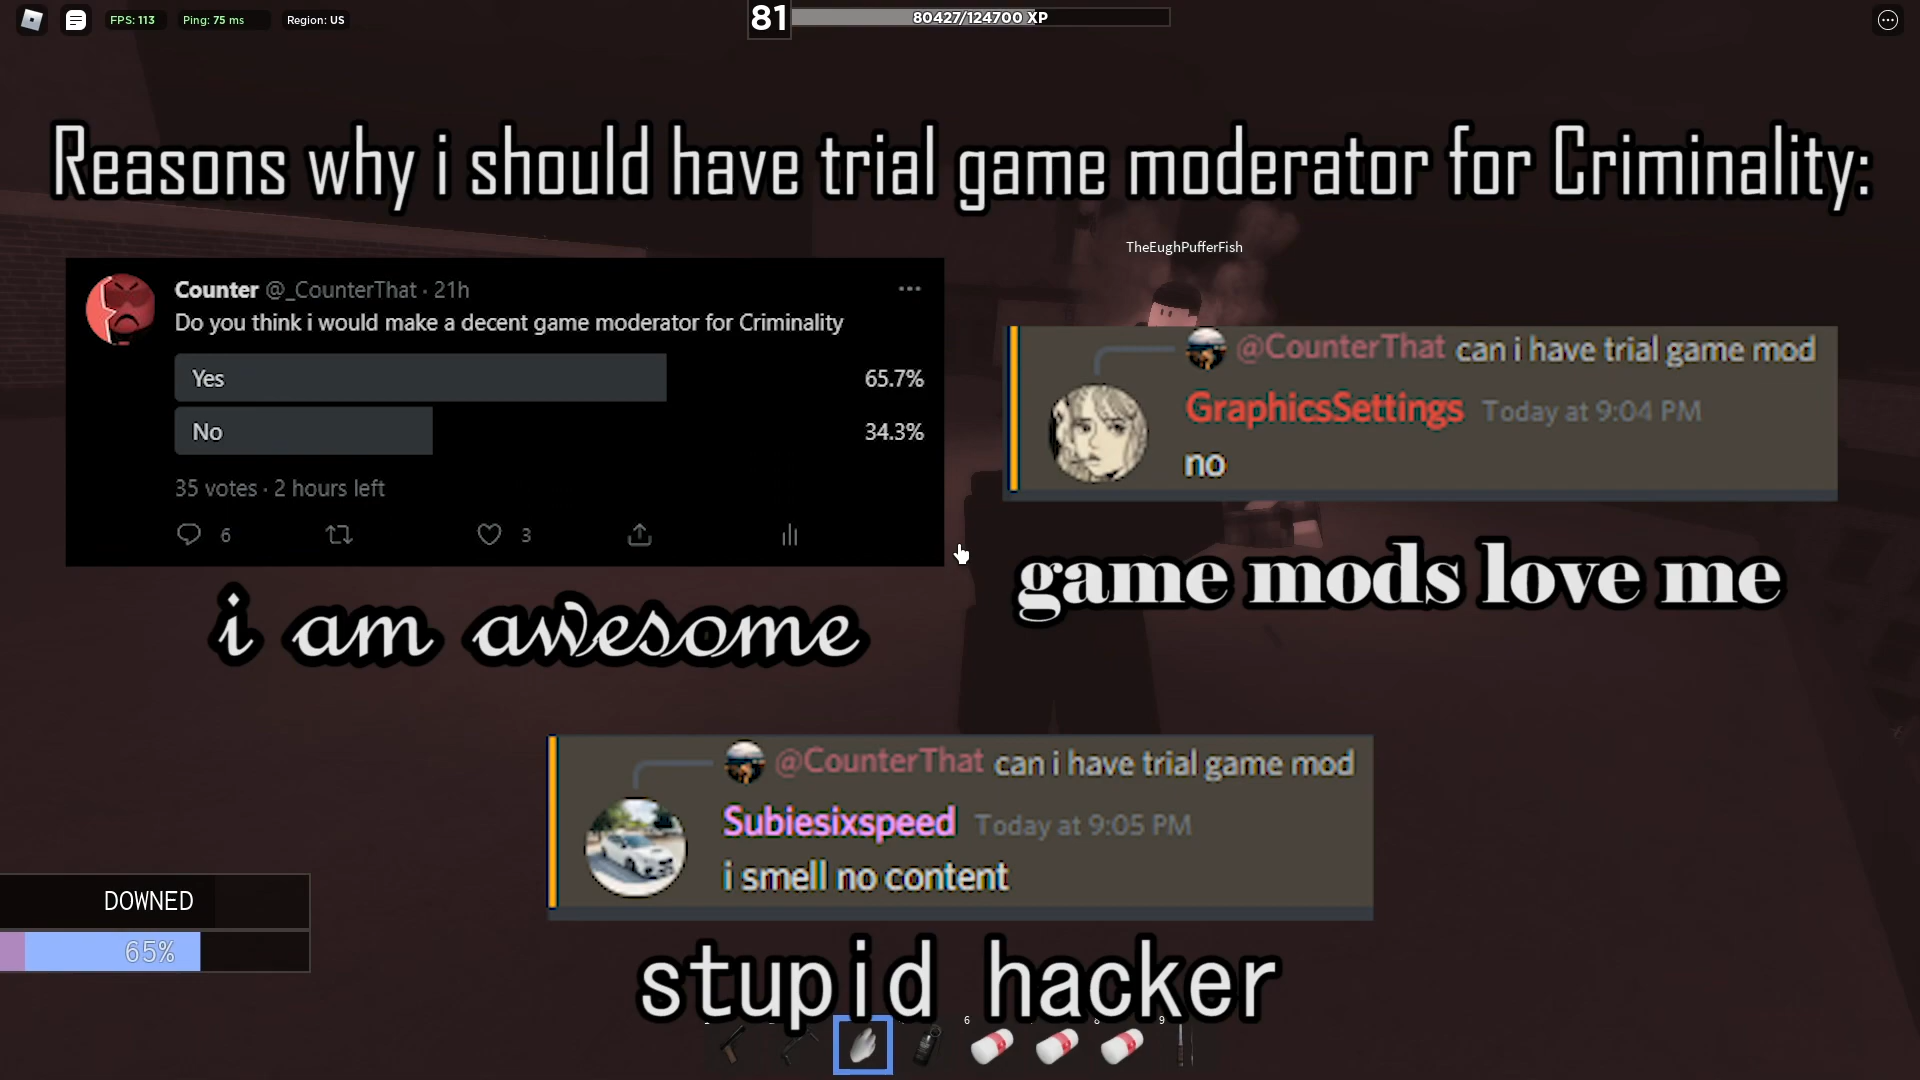 FPS: 113
Ping: 75 ms
Region: US
81
80427/124700 XP
Reasons why i should have trial game moderator for Criminality:
TheEughPufferFish
Counter @_CounterThat · 21h
Do you think i would make a decent game moderator for Criminality
Yes 65.7%
No 34.3%
35 votes · 2 hours left
6
3
i am awesome
@CounterThat can i have trial game mod
GraphicsSettings Today at 9:04 PM
no
game mods love me
@CounterThat can i have trial game mod
Subiesixspeed Today at 9:05 PM
i smell no content
stupid hacker
DOWNED
65%
6
8
9